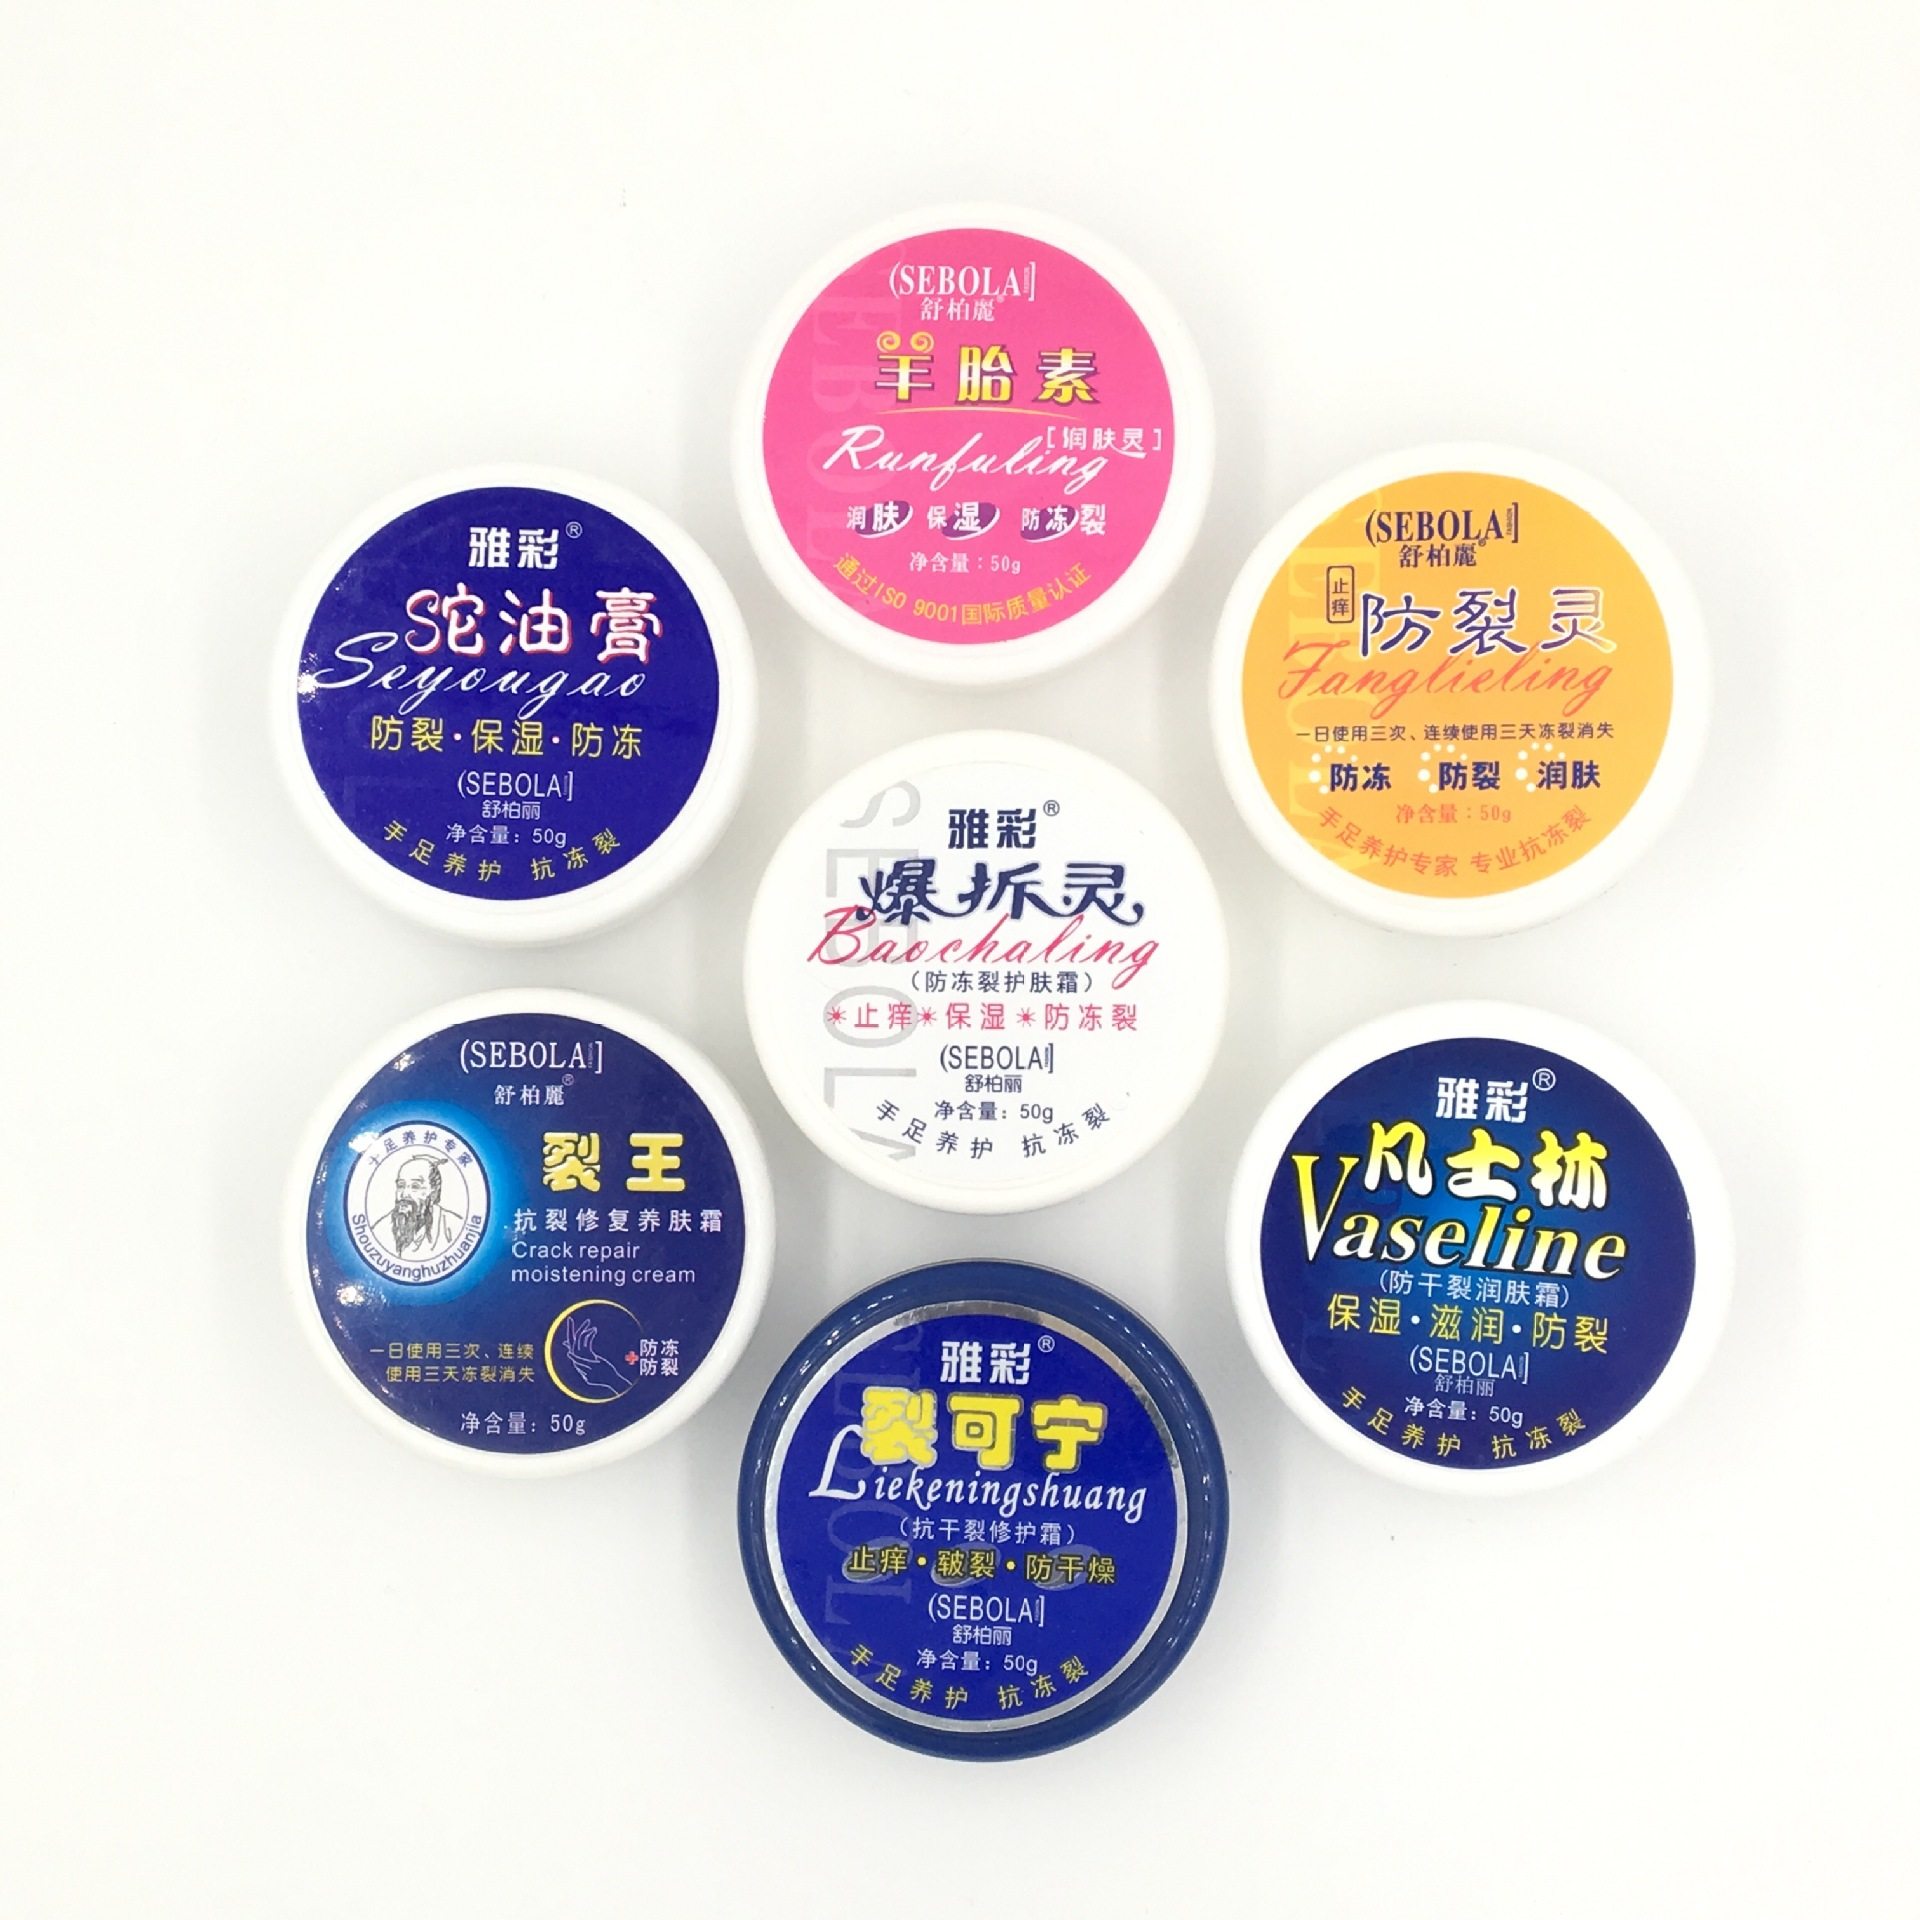 (SEBOLA]
舒柏麗®
羊胎素
[润肤灵]
Runfuling
润肤 保湿 防冻裂
净含量:50g
通过ISO 9001国际质量认证
雅彩®
蛇油膏
Seyougao
防裂·保湿·防冻
(SEBOLA]
舒柏丽
净含量:50g
手足养护 抗冻裂
(SEBOLA]
舒柏麗®
止痒
防裂灵
Fanglieling
一日使用三次、连续使用三天冻裂消失
防冻 防裂 润肤
净含量:50g
手足养护专家 专业抗冻裂
雅彩®
爆拆灵
Baochaling
(防冻裂护肤霜)
*止痒*保湿*防冻裂
(SEBOLA]
舒柏丽
净含量:50g
手足养护 抗冻裂
SEBOLA
(SEBOLA]
舒柏麗®
手足养护专家
Shouzuyanghuzhuanjia
裂王
抗裂修复养肤霜
Crack repair
moistening cream
一日使用三次、连续
使用三天冻裂消失
防冻
防裂
净含量:50g
雅彩®
凡士林
Vaseline
(防干裂润肤霜)
保湿·滋润·防裂
(SEBOLA]
舒柏丽
净含量:50g
手足养护 抗冻裂
雅彩®
裂可宁
Liekeningshuang
(抗干裂修护霜)
止痒·皲裂·防干燥
(SEBOLA]
舒柏丽
净含量:50g
手足养护 抗冻裂